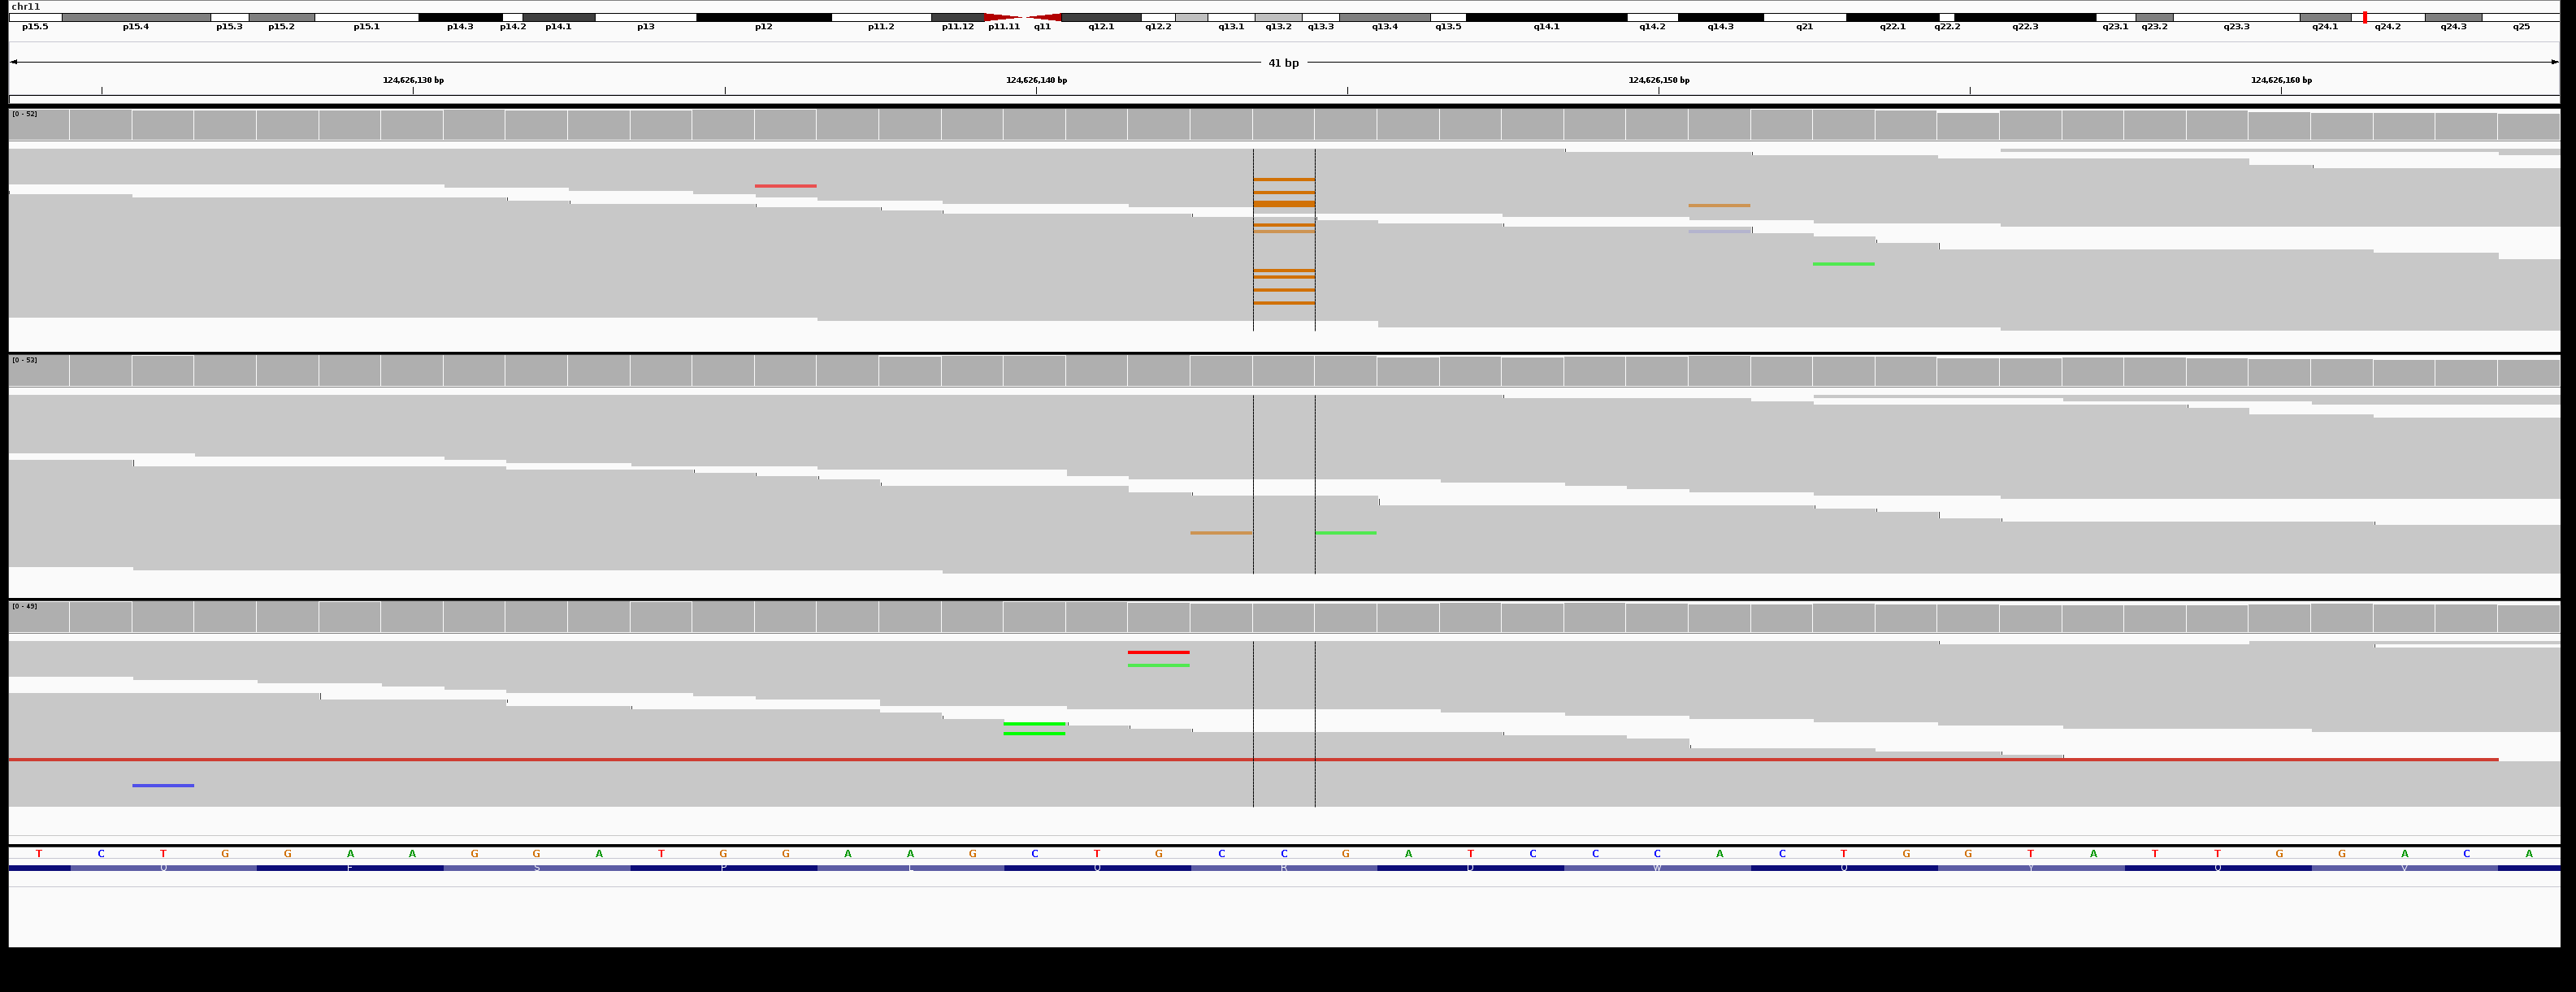 chr11
p15.5 p15.4 p15.3 p15.2 p15.1 p14.3 p14.2 p14.1 p13 p12 p11.2 p11.12 p11.11 q11 q12.1 q12.2 q13.1 q13.2 q13.3 q13.4 q13.5 q14.1 q14.2 q14.3 q21 q22.1 q22.2 q22.3 q23.1 q23.2 q23.3 q24.1 q24.2 q24.3 q25
41 bp
124,626,130 bp 124,626,140 bp 124,626,150 bp 124,626,160 bp
[0 - 52]
[0 - 53]
[0 - 49]
T C T G G A A G G A T G G A A G C T G C C G A T C C C A C T G G T A T T G G A C A
S P L R D W